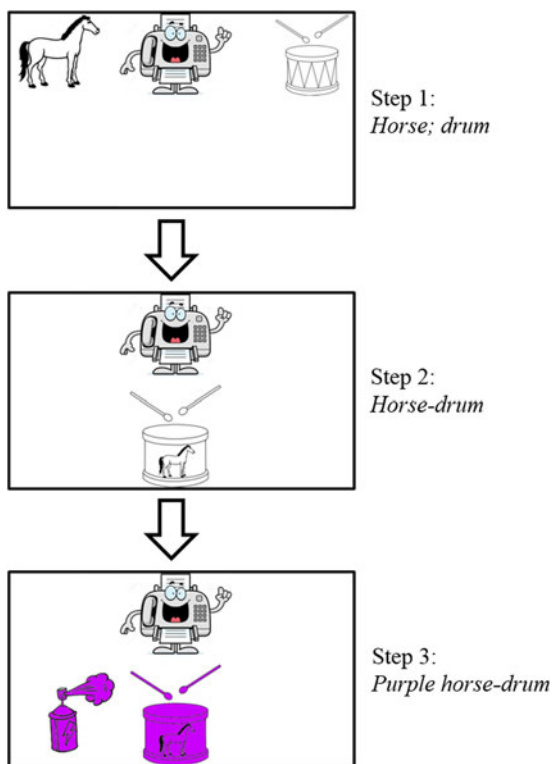 Step 1:
Horse; drum
Step 2:
Horse-drum
Step 3:
Purple horse-drum